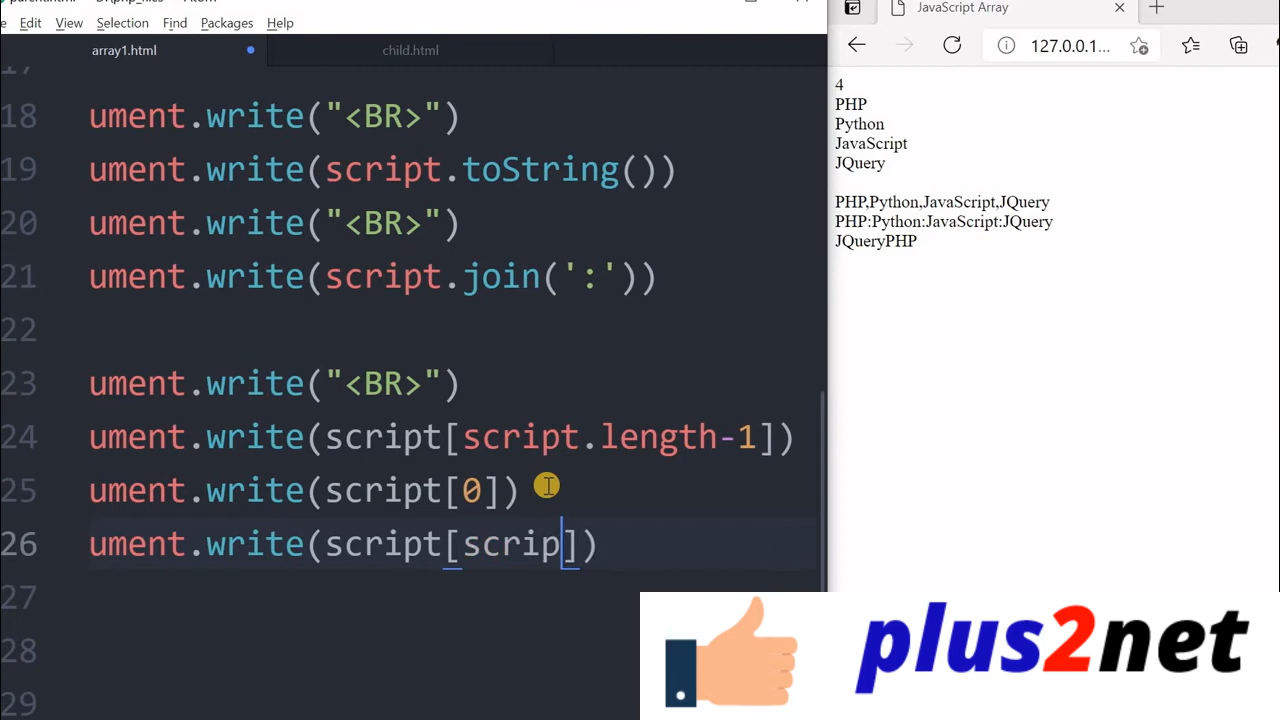 Edit View Selection Find Packages Help
array1.html child.html
17
18 ument.write("<BR>")
19 ument.write(script.toString())
20 ument.write("<BR>")
21 ument.write(script.join(':'))
22
23 ument.write("<BR>")
24 ument.write(script[script.length-1])
25 ument.write(script[0])
26 ument.write(script[scrip])
27
28
29
JavaScript Array
127.0.0.1...
4
PHP
Python
JavaScript
JQuery
PHP,Python,JavaScript,JQuery
PHP:Python:JavaScript:JQuery
JQueryPHP
plus2net